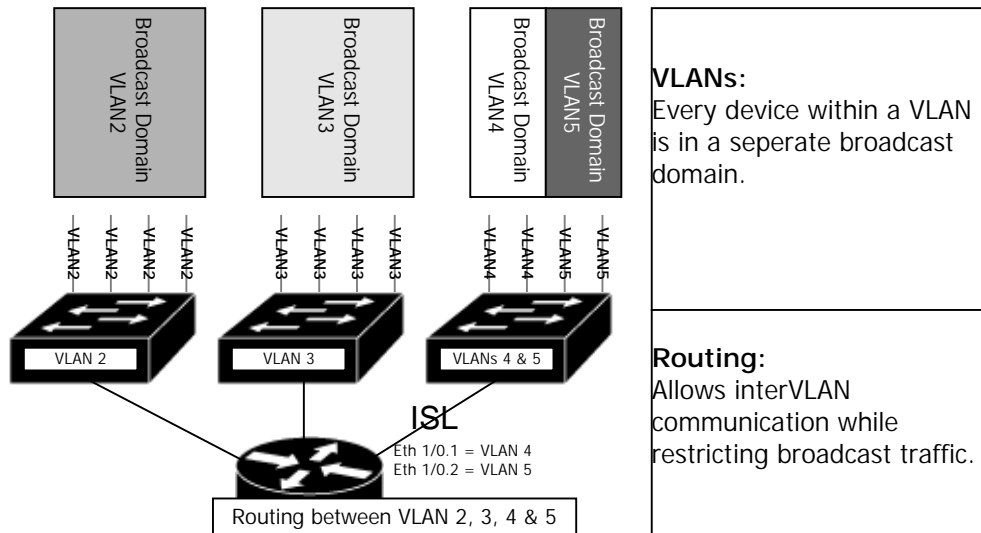 Broadcast Domain
VLAN2
Broadcast Domain
VLAN3
Broadcast Domain
VLAN4
Broadcast Domain
VLAN5
VLAN2
VLAN2
VLAN2
VLAN2
VLAN3
VLAN3
VLAN3
VLAN3
VLAN4
VLAN4
VLAN5
VLAN5
VLAN 2
VLAN 3
VLANs 4 & 5
ISL
Eth 1/0.1 = VLAN 4
Eth 1/0.2 = VLAN 5
Routing between VLAN 2, 3, 4 & 5
VLANs:
Every device within a VLAN
is in a seperate broadcast
domain.
Routing:
Allows interVLAN
communication while
restricting broadcast traffic.